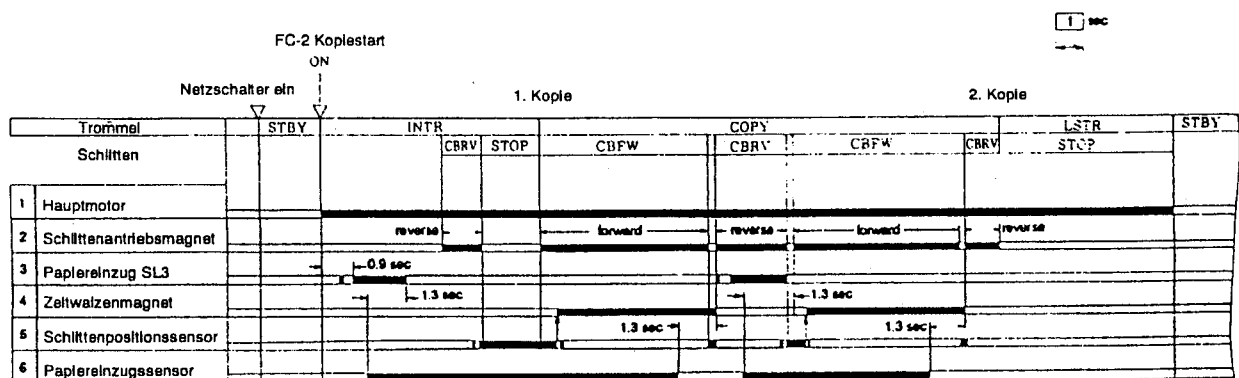 1 sec
FC-2 Kopiestart
ON
Netzschalter ein
1. Kopie
2. Kopie
Trommel STBY INTR COPY LSTR STBY
Schlitten CBRV STOP CBFW CBRV CBFW CBRV STOP
1 Hauptmotor
2 Schlittenantriebsmagnet reverse forward reverse forward reverse
3 Papiereinzug SL3 0.9 sec
4 Zeitwalzenmagnet 1.3 sec 1.3 sec
5 Schlittenpositionssensor 1.3 sec 1.3 sec
6 Papiereinzugssensor